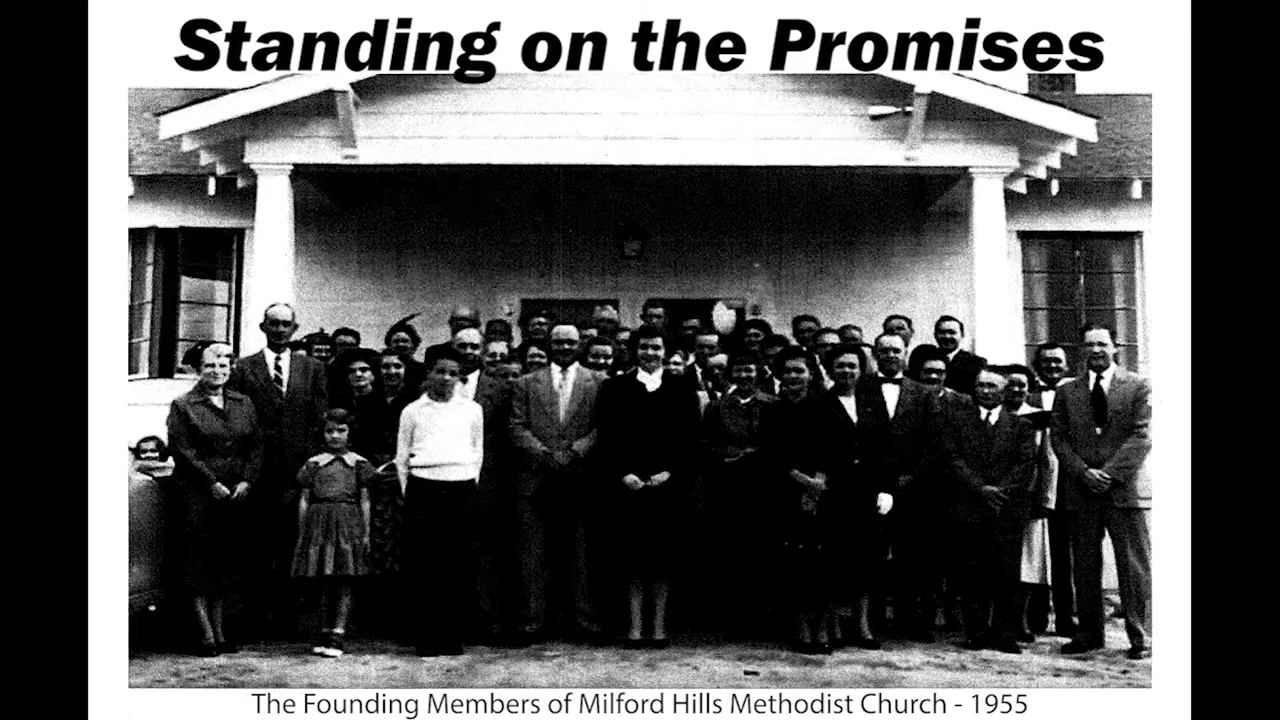 Standing on the Promises
The Founding Members of Milford Hills Methodist Church - 1955